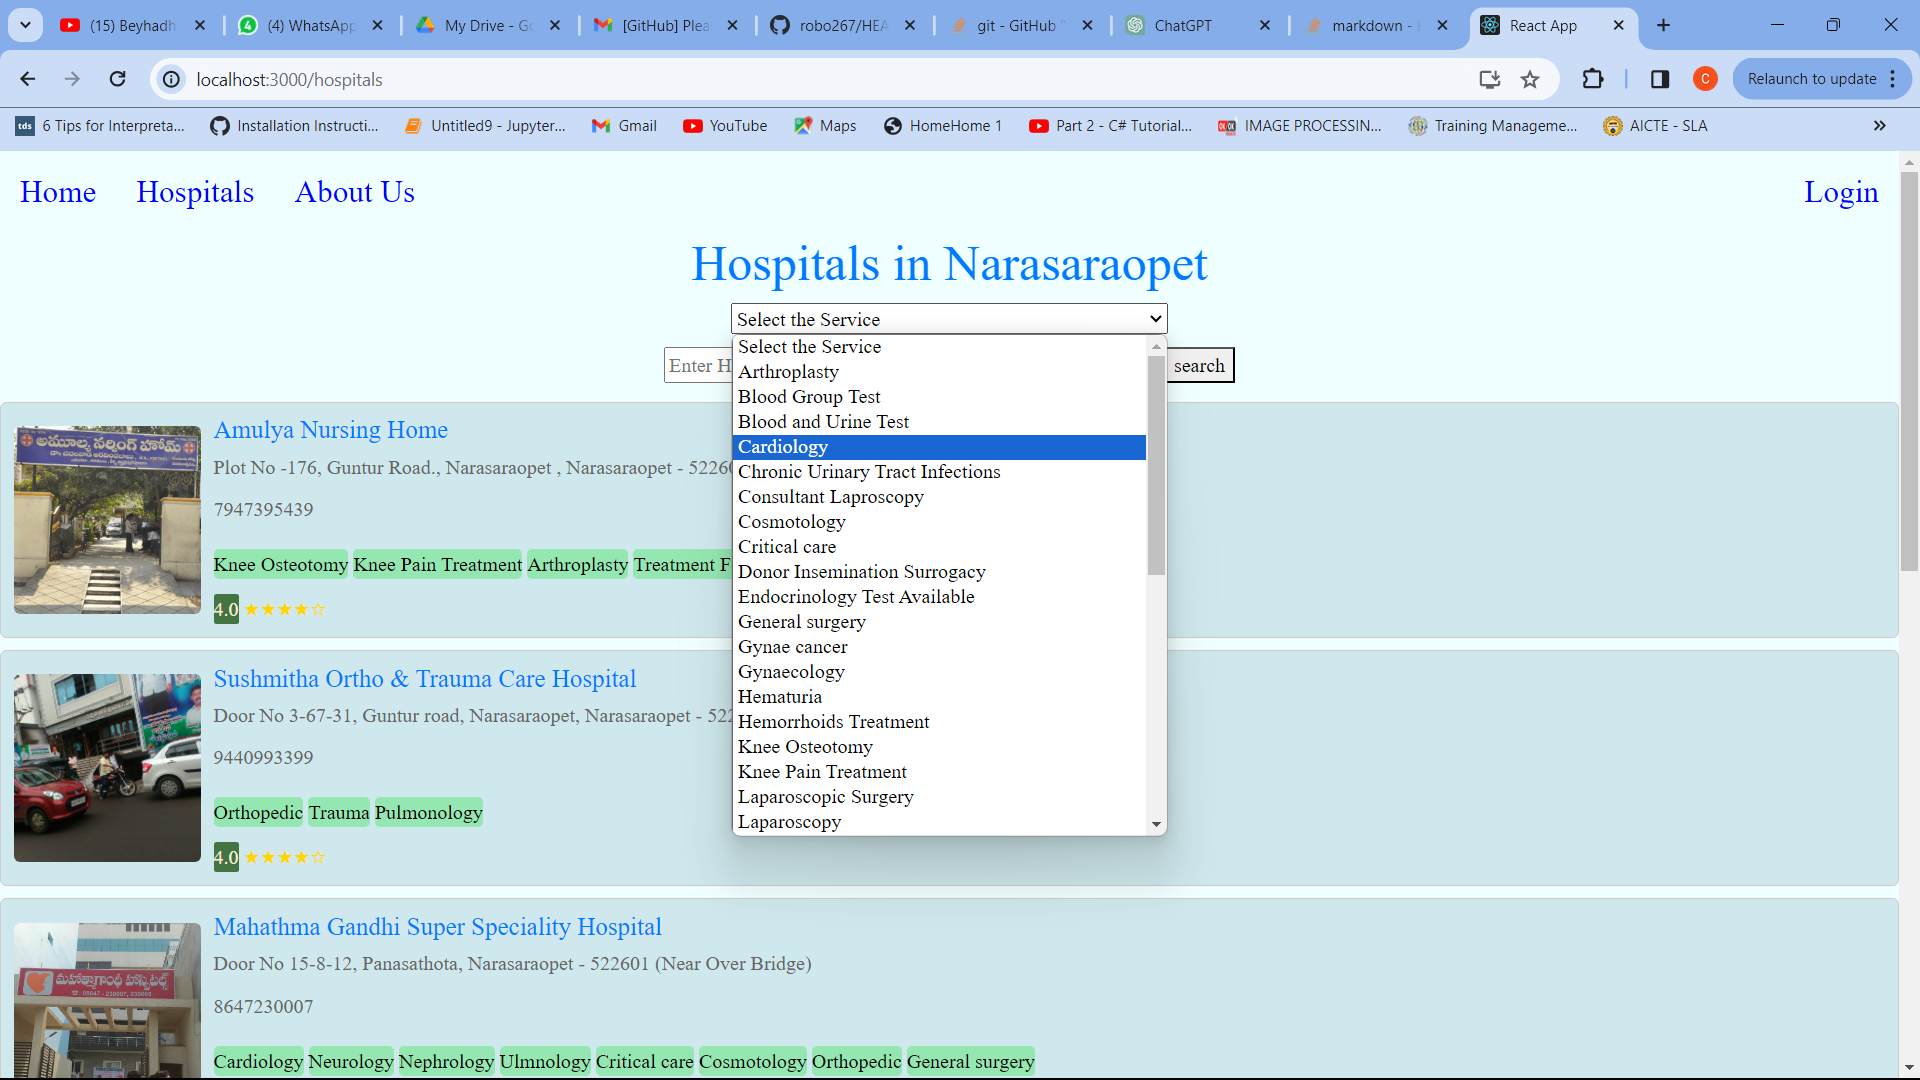 (15) Beyhadh
(4) WhatsApp
My Drive - Go
[GitHub] Plea
robo267/HEA
git - GitHub "
ChatGPT
markdown - H
React App
localhost:3000/hospitals
Relaunch to update
C
tds 6 Tips for Interpreta...
Installation Instructi...
Untitled9 - Jupyter...
Gmail
YouTube
Maps
HomeHome 1
Part 2 - C# Tutorial...
IMAGE PROCESSIN...
Training Manageme...
AICTE - SLA
Home
Hospitals
About Us
Login
Hospitals in Narasaraopet
Select the Service
Enter H
search
Select the Service
Arthroplasty
Blood Group Test
Blood and Urine Test
Cardiology
Chronic Urinary Tract Infections
Consultant Laproscopy
Cosmotology
Critical care
Donor Insemination Surrogacy
Endocrinology Test Available
General surgery
Gynae cancer
Gynaecology
Hematuria
Hemorrhoids Treatment
Knee Osteotomy
Knee Pain Treatment
Laparoscopic Surgery
Laparoscopy
అమూల్య నర్సింగ్ హోమ్
Amulya Nursing Home
Plot No -176, Guntur Road., Narasaraopet , Narasaraopet - 5226
7947395439
Knee Osteotomy Knee Pain Treatment Arthroplasty Treatment F
4.0 ★★★★☆
Sushmitha Ortho & Trauma Care Hospital
Door No 3-67-31, Guntur road, Narasaraopet, Narasaraopet - 522
9440993399
Orthopedic Trauma Pulmonology
4.0 ★★★★☆
మహాత్మాగాంధీ హాస్పటల్స్
Mahathma Gandhi Super Speciality Hospital
Door No 15-8-12, Panasathota, Narasaraopet - 522601 (Near Over Bridge)
8647230007
Cardiology Neurology Nephrology Ulmnology Critical care Cosmotology Orthopedic General surgery